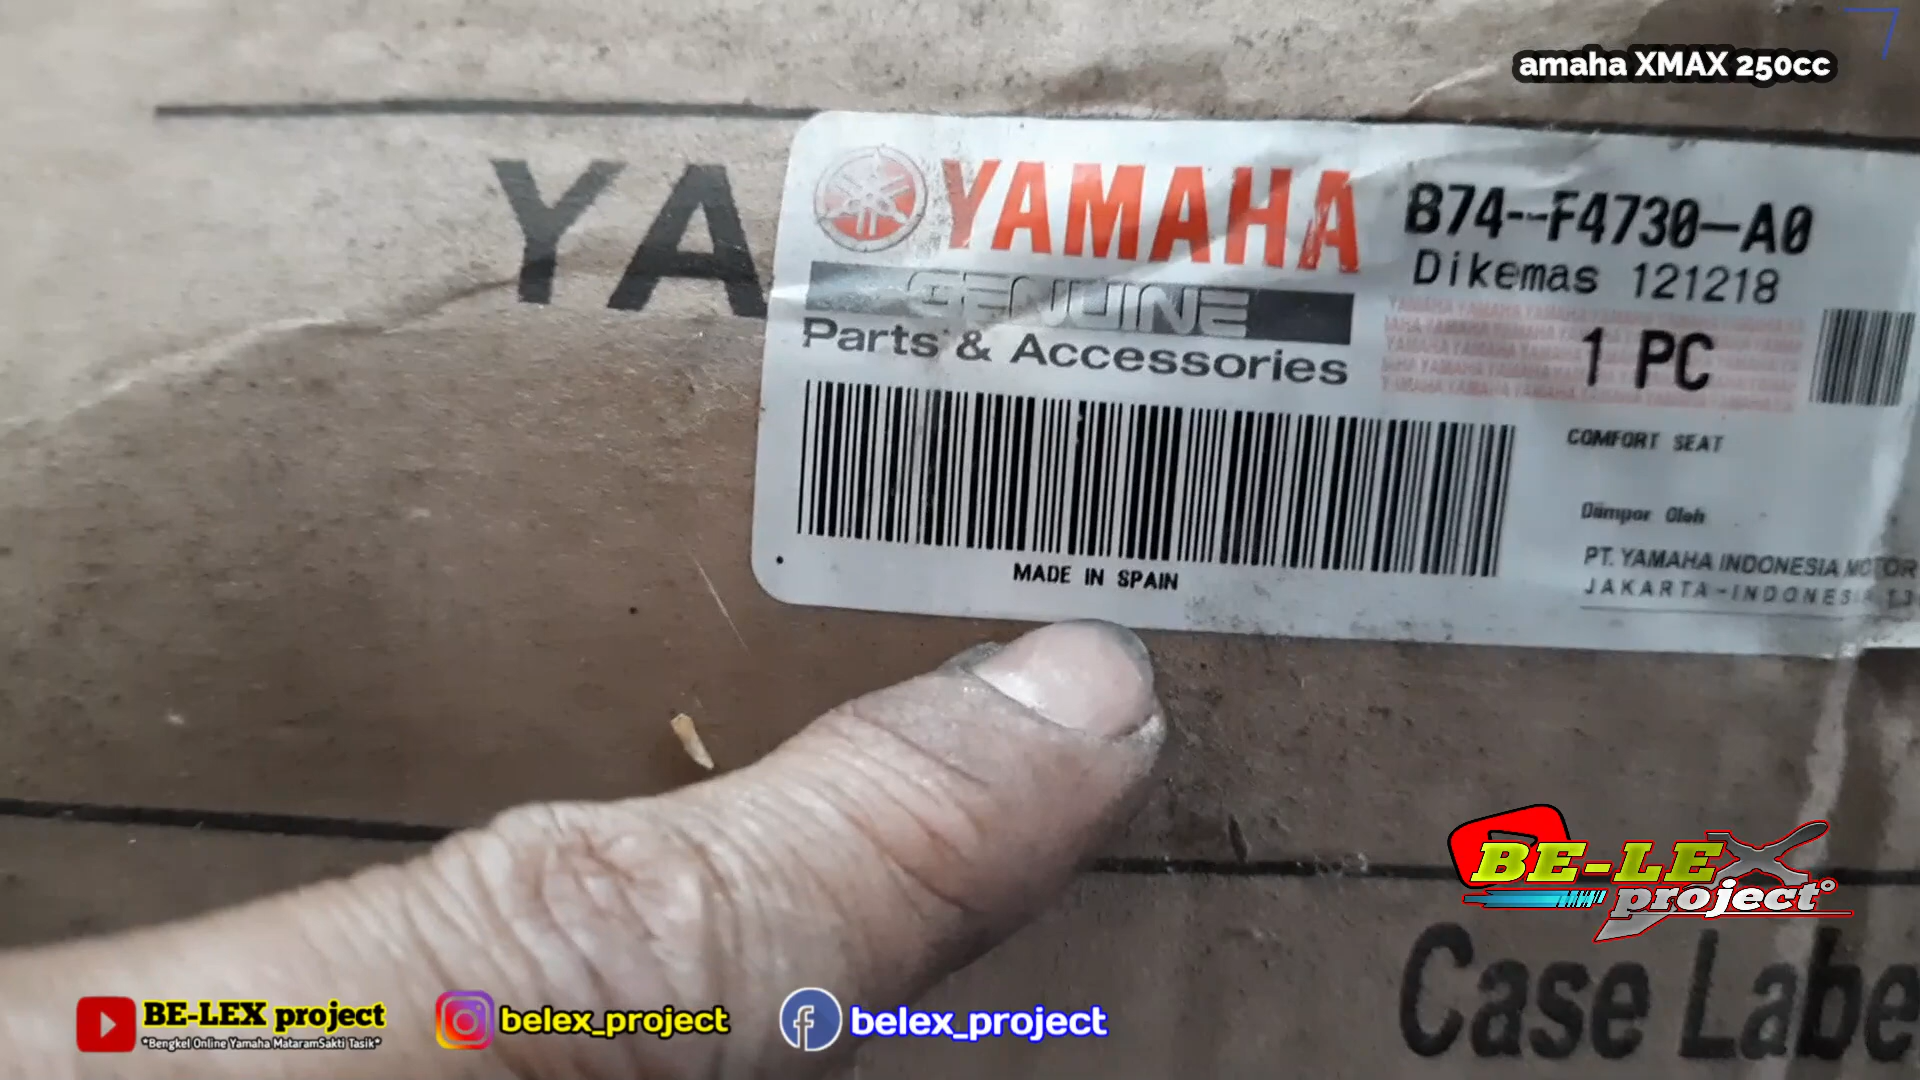 amaha XMAX 250cc
YA
YAMAHA
GENUINE
Parts & Accessories
B74--F4730-A0
Dikemas 121218
1 PC
COMFORT SEAT
Diimpor Oleh
PT. YAMAHA INDONESIA MOTOR
JAKARTA-INDONESIA
MADE IN SPAIN
BE-LEX
project
Case Labe
BE-LEX project
"Bengkel Online Yamaha MataramSakti Tasik"
belex_project
belex_project